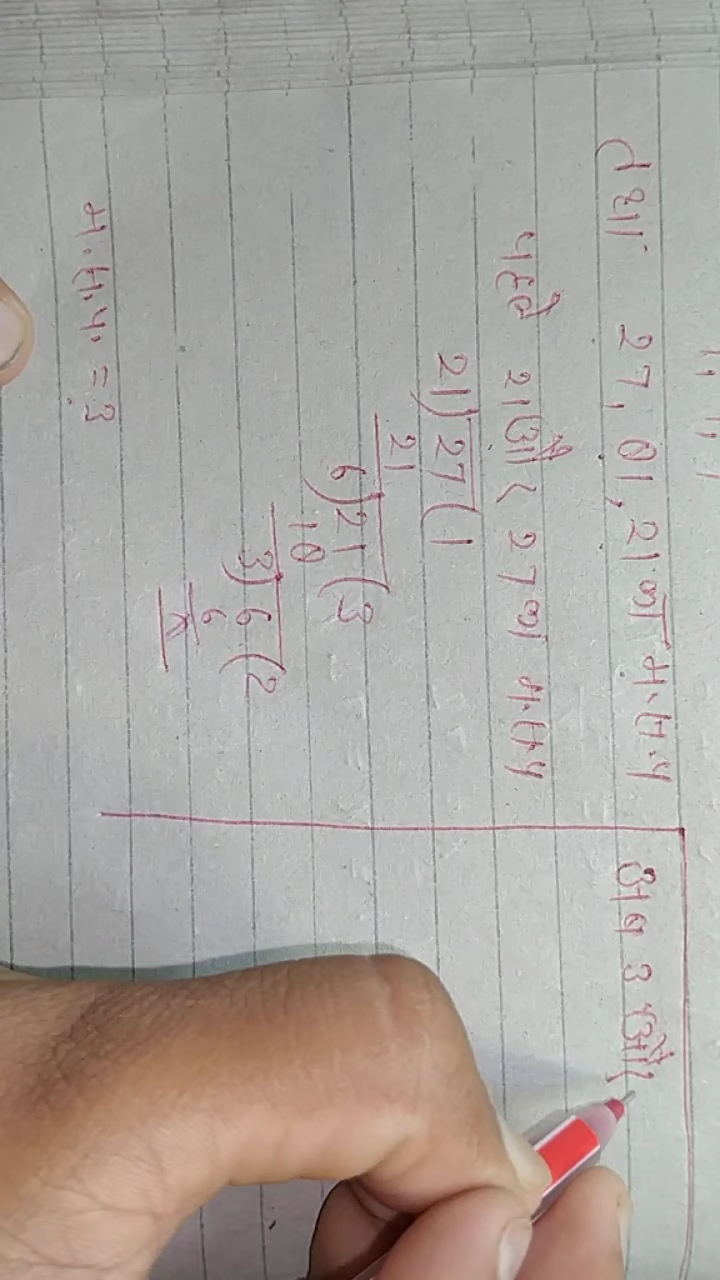 तथा 27, 81, 21 का म.स.प
पहले 21 और 27 का म.स.प
21) 27 (1
21
6) 21 (3
18
3) 6 (2
6
×
म.स.प. = 3
अब 3 और